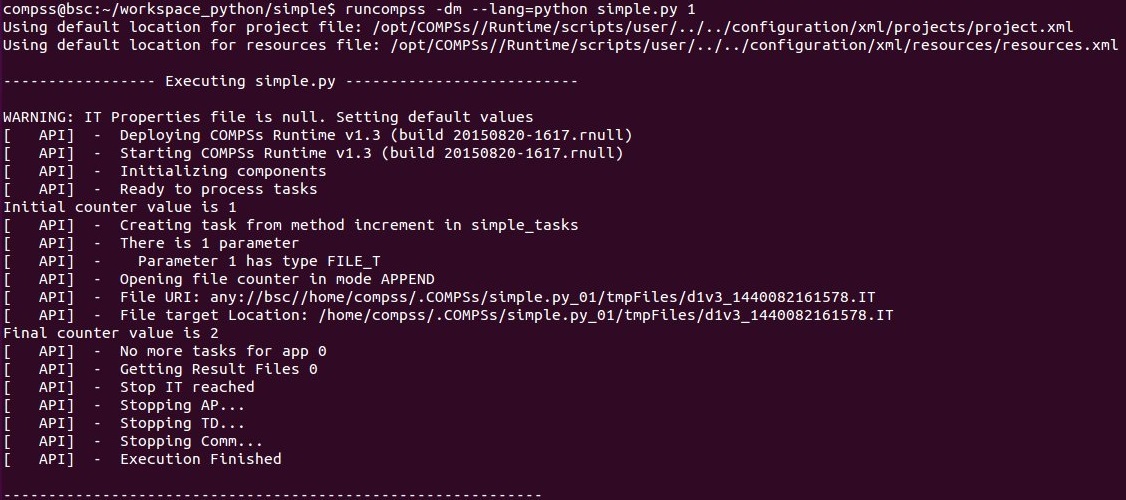 compss@bsc:~/workspace_python/simple$ runcompss -dm --lang=python simple.py 1
Using default location for project file: /opt/COMPSs//Runtime/scripts/user/../../configuration/xml/projects/project.xml
Using default location for resources file: /opt/COMPSs//Runtime/scripts/user/../../configuration/xml/resources/resources.xml
----------------- Executing simple.py --------------------------
WARNING: IT Properties file is null. Setting default values
[   API]  -  Deploying COMPSs Runtime v1.3 (build 20150820-1617.rnull)
[   API]  -  Starting COMPSs Runtime v1.3 (build 20150820-1617.rnull)
[   API]  -  Initializing components
[   API]  -  Ready to process tasks
Initial counter value is 1
[   API]  -  Creating task from method increment in simple_tasks
[   API]  -  There is 1 parameter
[   API]  -    Parameter 1 has type FILE_T
[   API]  -  Opening file counter in mode APPEND
[   API]  -  File URI: any://bsc//home/compss/.COMPSs/simple.py_01/tmpFiles/d1v3_1440082161578.IT
[   API]  -  File target Location: /home/compss/.COMPSs/simple.py_01/tmpFiles/d1v3_1440082161578.IT
Final counter value is 2
[   API]  -  No more tasks for app 0
[   API]  -  Getting Result Files 0
[   API]  -  Stop IT reached
[   API]  -  Stopping AP...
[   API]  -  Stopping TD...
[   API]  -  Stopping Comm...
[   API]  -  Execution Finished
------------------------------------------------------------